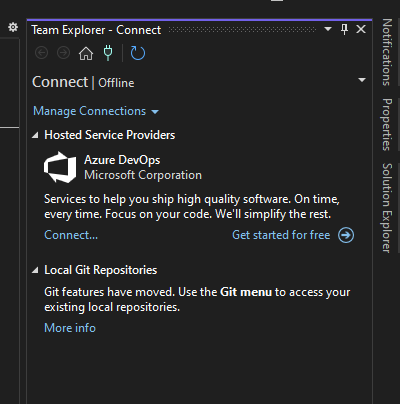 Team Explorer - Connect
Connect | Offline
Manage Connections
Hosted Service Providers
Azure DevOps
Microsoft Corporation
Services to help you ship high quality software. On time,
every time. Focus on your code. We'll simplify the rest.
Connect...
Get started for free
Local Git Repositories
Git features have moved. Use the Git menu to access your
existing local repositories.
More info
Notifications
Properties
Solution Explorer